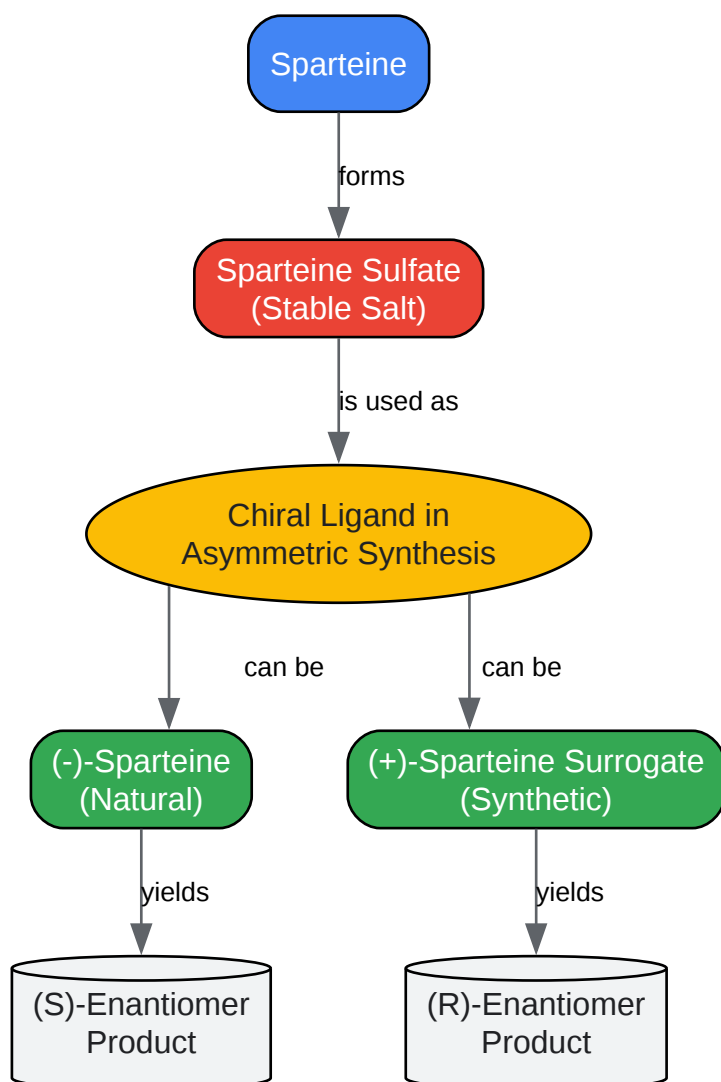 Sparteine
forms
Sparteine Sulfate
(Stable Salt)
is used as
Chiral Ligand in
Asymmetric Synthesis
can be
can be
(-)-Sparteine
(Natural)
(+)-Sparteine Surrogate
(Synthetic)
yields
yields
(S)-Enantiomer
Product
(R)-Enantiomer
Product